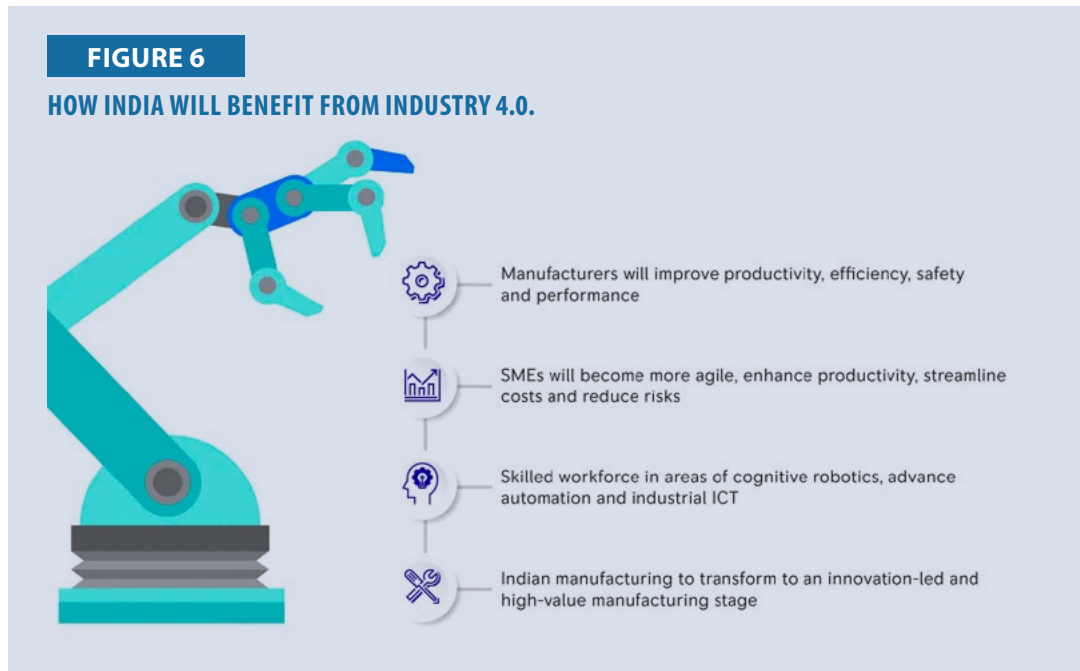 FIGURE 6
HOW INDIA WILL BENEFIT FROM INDUSTRY 4.0.
Manufacturers will improve productivity, efficiency, safety
and performance
SMEs will become more agile, enhance productivity, streamline
costs and reduce risks
Skilled workforce in areas of cognitive robotics, advance
automation and industrial ICT
Indian manufacturing to transform to an innovation-led and
high-value manufacturing stage